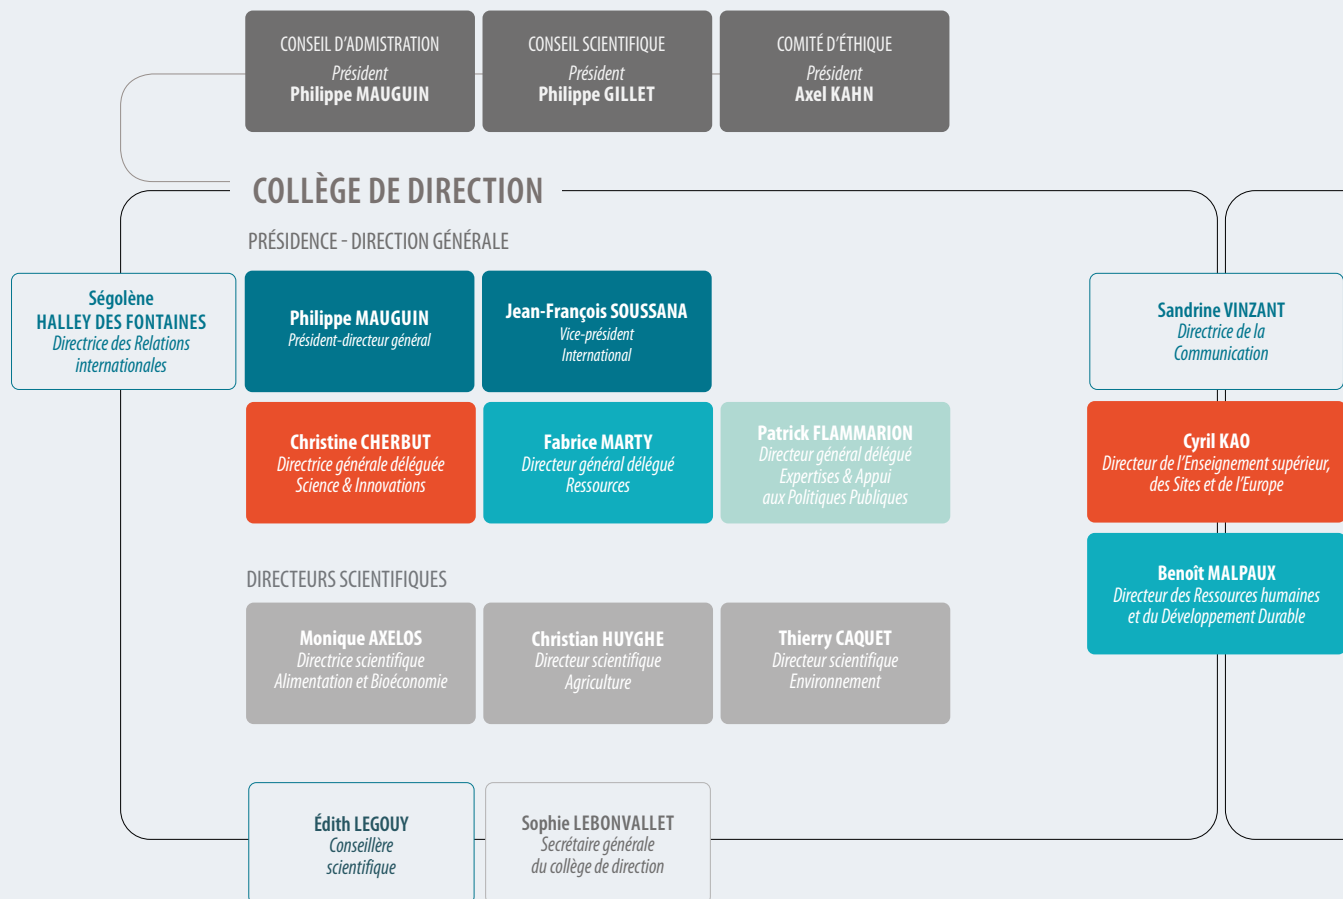 CONSEIL D'ADMISTRATION
Président
Philippe MAUGUIN
CONSEIL SCIENTIFIQUE
Président
Philippe GILLET
COMITÉ D'ÉTHIQUE
Président
Axel KAHN
COLLÈGE DE DIRECTION
PRÉSIDENCE - DIRECTION GÉNÉRALE
Ségolène
HALLEY DES FONTAINES
Directrice des Relations
internationales
Philippe MAUGUIN
Président-directeur général
Jean-François SOUSSANA
Vice-président
International
Sandrine VINZANT
Directrice de la
Communication
Christine CHERBUT
Directrice générale déléguée
Science & Innovations
Fabrice MARTY
Directeur général délégué
Ressources
Patrick FLAMMARION
Directeur général délégué
Expertises & Appui
aux Politiques Publiques
Cyril KAO
Directeur de l'Enseignement supérieur,
des Sites et de l'Europe
Benoît MALPAUX
Directeur des Ressources humaines
et du Développement Durable
DIRECTEURS SCIENTIFIQUES
Monique AXELOS
Directrice scientifique
Alimentation et Bioéconomie
Christian HUYGHE
Directeur scientifique
Agriculture
Thierry CAQUET
Directeur scientifique
Environnement
Édith LEGOUY
Conseillère
scientifique
Sophie LEBONVALLET
Secrétaire générale
du collège de direction